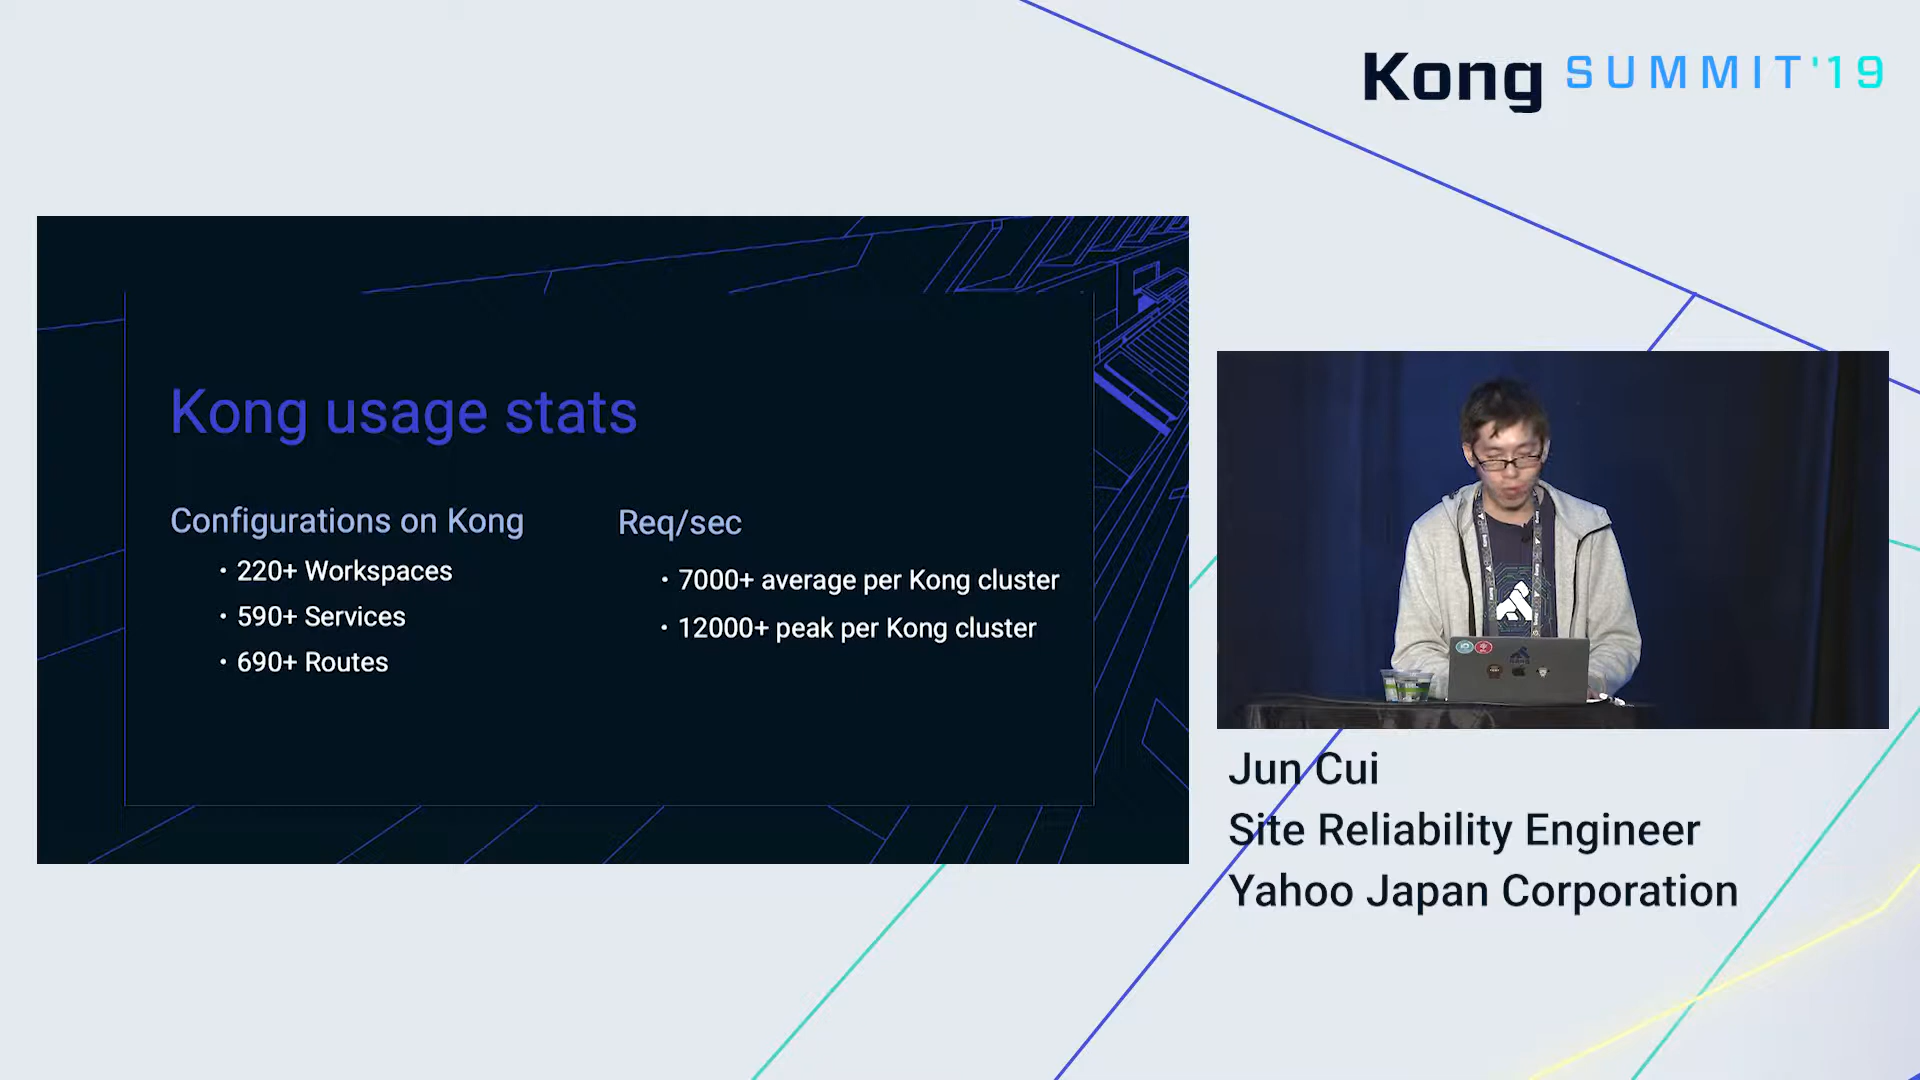 Kong SUMMIT'19
Kong usage stats
Configurations on Kong
· 220+ Workspaces
· 590+ Services
· 690+ Routes
Req/sec
· 7000+ average per Kong cluster
· 12000+ peak per Kong cluster
Jun Cui
Site Reliability Engineer
Yahoo Japan Corporation